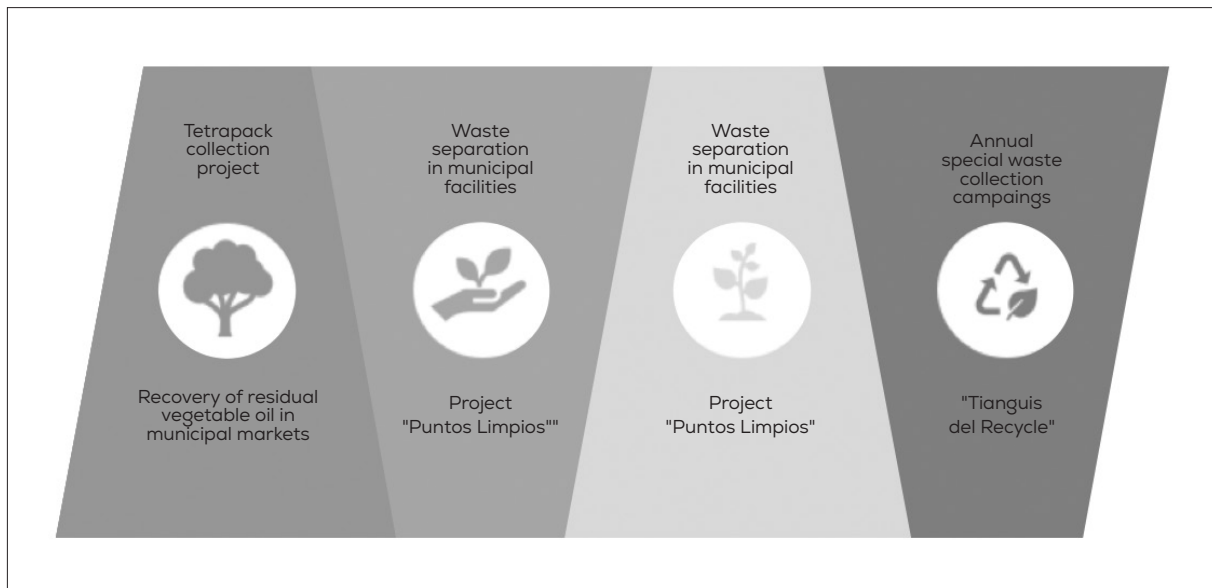 Tetrapack
collection
project
Recovery of residual
vegetable oil in
municipal markets
Waste
separation
in municipal
facilities
Project
"Puntos Limpios""
Waste
separation
in municipal
facilities
Project
"Puntos Limpios"
Annual
special waste
collection
campaings
"Tianguis
del Recycle"